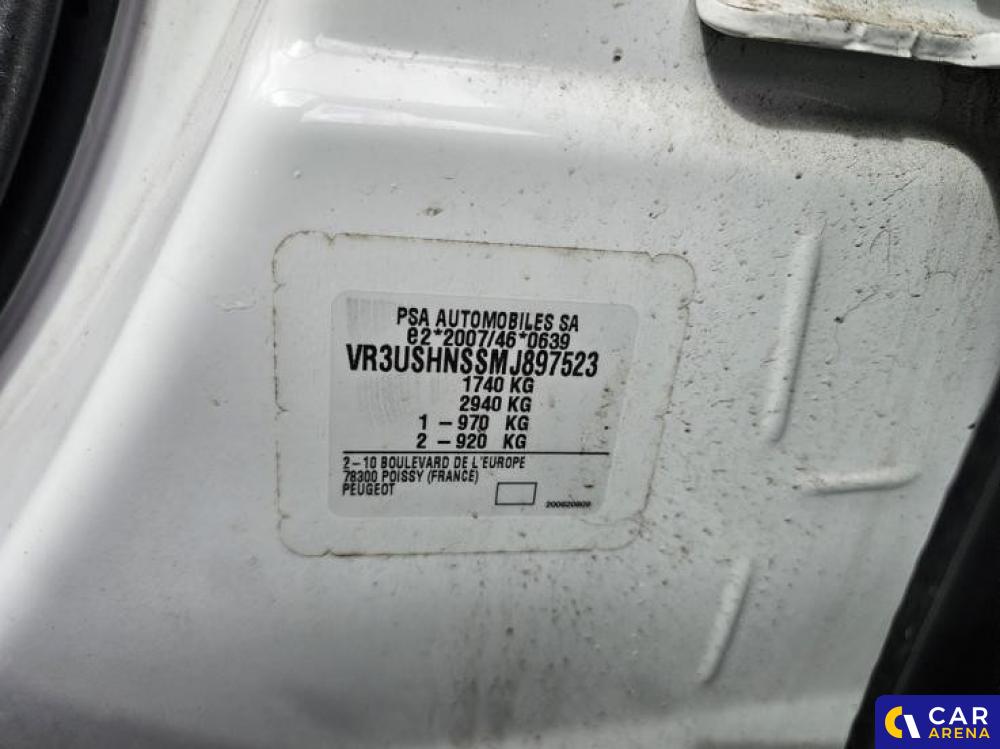 PSA AUTOMOBILES SA
e2*2007/46*0639
VR3USHNSSMJ897523
1740 KG
2940 KG
1 – 970 KG
2 – 920 KG
2–10 BOULEVARD DE L'EUROPE
78300 POISSY (FRANCE)
PEUGEOT
CAR
ARENA